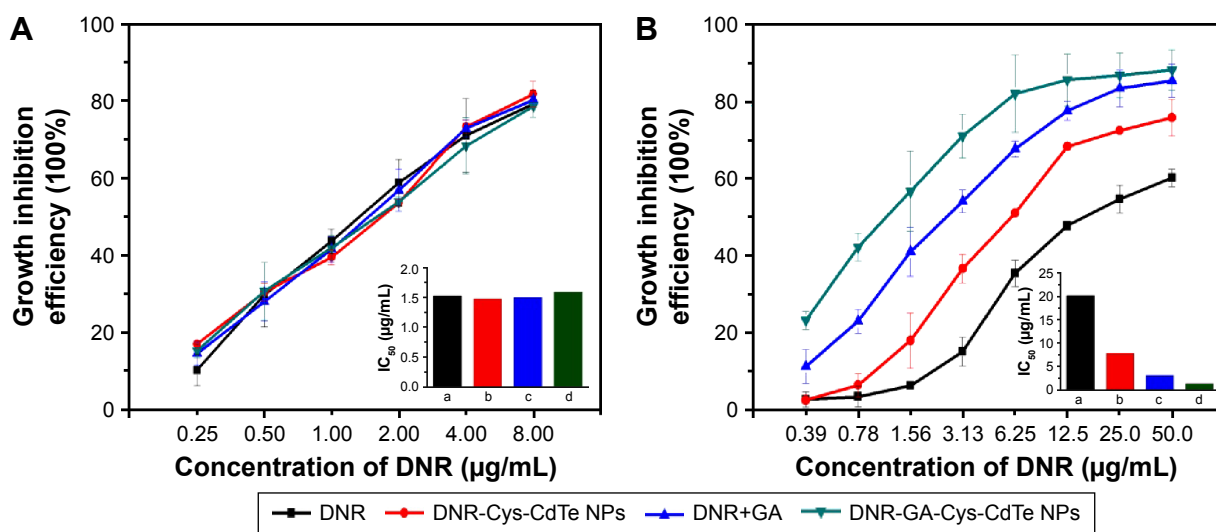 A
Growth inhibition
efficiency (100%)
100
80
60
40
20
0
0.25 0.50 1.00 2.00 4.00 8.00
Concentration of DNR (µg/mL)
IC50 (µg/mL)
2.0
1.5
1.0
0.5
0.0
a b c d
B
Growth inhibition
efficiency (100%)
100
80
60
40
20
0
0.39 0.78 1.56 3.13 6.25 12.5 25.0 50.0
Concentration of DNR (µg/mL)
IC50 (µg/mL)
25
20
15
10
5
0
a b c d
DNR DNR-Cys-CdTe NPs DNR+GA DNR-GA-Cys-CdTe NPs